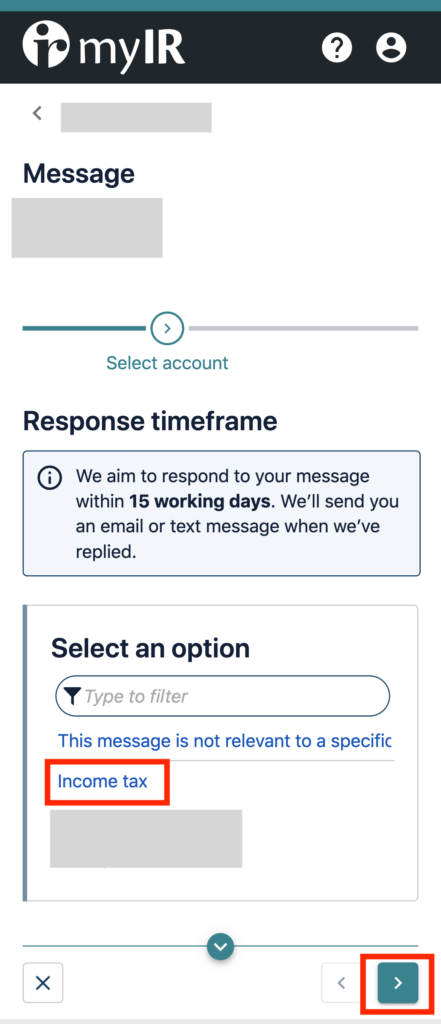 ir myIR
Message
Select account
Response timeframe
We aim to respond to your message
within 15 working days. We’ll send you
an email or text message when we’ve
replied.
Select an option
Type to filter
This message is not relevant to a specific
Income tax